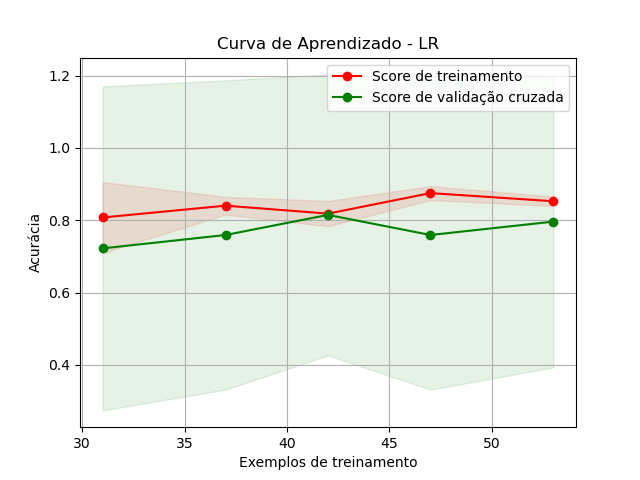 Curva de Aprendizado - LR
Score de treinamento
Score de validação cruzada
1.2
1.0
0.8
0.6
0.4
Acurácia
30 35 40 45 50
Exemplos de treinamento